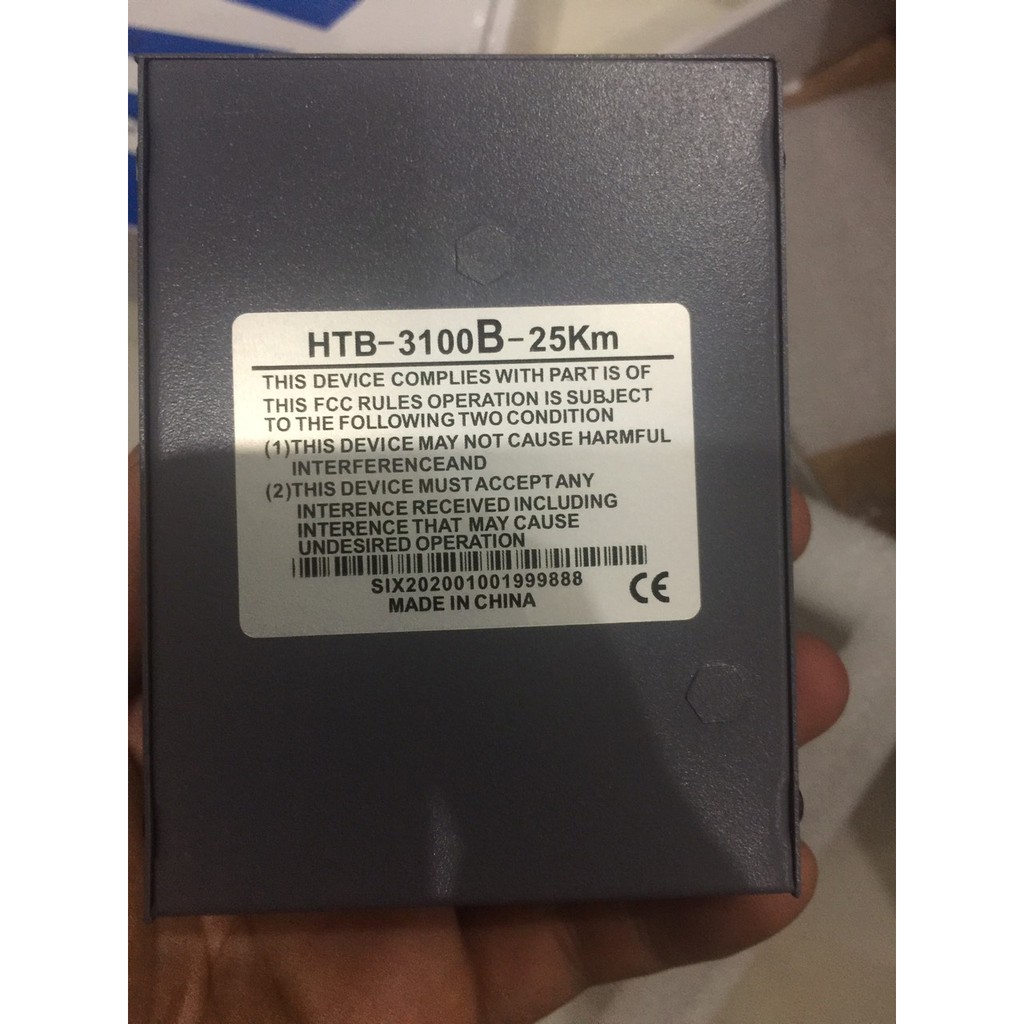 HTB-3100B-25Km
THIS DEVICE COMPLIES WITH PART IS OF
THIS FCC RULES OPERATION IS SUBJECT
TO THE FOLLOWING TWO CONDITION
(1)THIS DEVICE MAY NOT CAUSE HARMFUL
INTERFERENCEAND
(2)THIS DEVICE MUST ACCEPT ANY
INTERENCE RECEIVED INCLUDING
INTERENCE THAT MAY CAUSE
UNDESIRED OPERATION
SIX202001001999888
MADE IN CHINA
CE